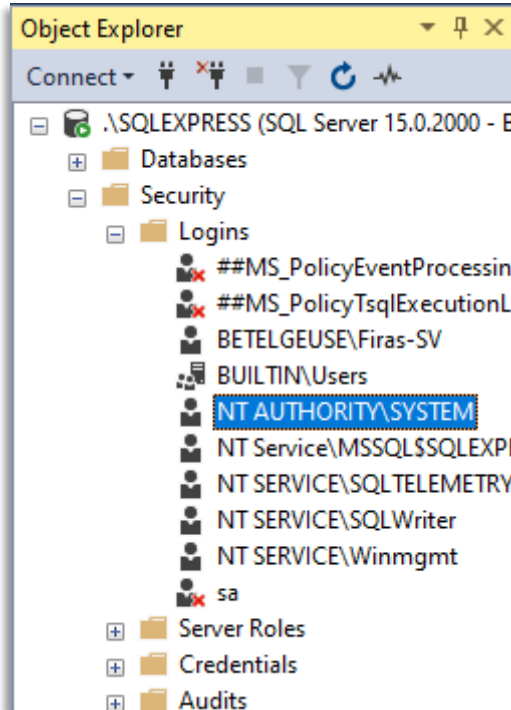 Object Explorer
Connect
.\SQLEXPRESS (SQL Server 15.0.2000 -
Databases
Security
Logins
##MS_PolicyEventProcessin
##MS_PolicyTsqlExecutionL
BETELGEUSE\Firas-SV
BUILTIN\Users
NT AUTHORITY\SYSTEM
NT Service\MSSQL$SQLEXP
NT SERVICE\SQLTELEMETRY
NT SERVICE\SQLWriter
NT SERVICE\Winmgmt
sa
Server Roles
Credentials
Audits